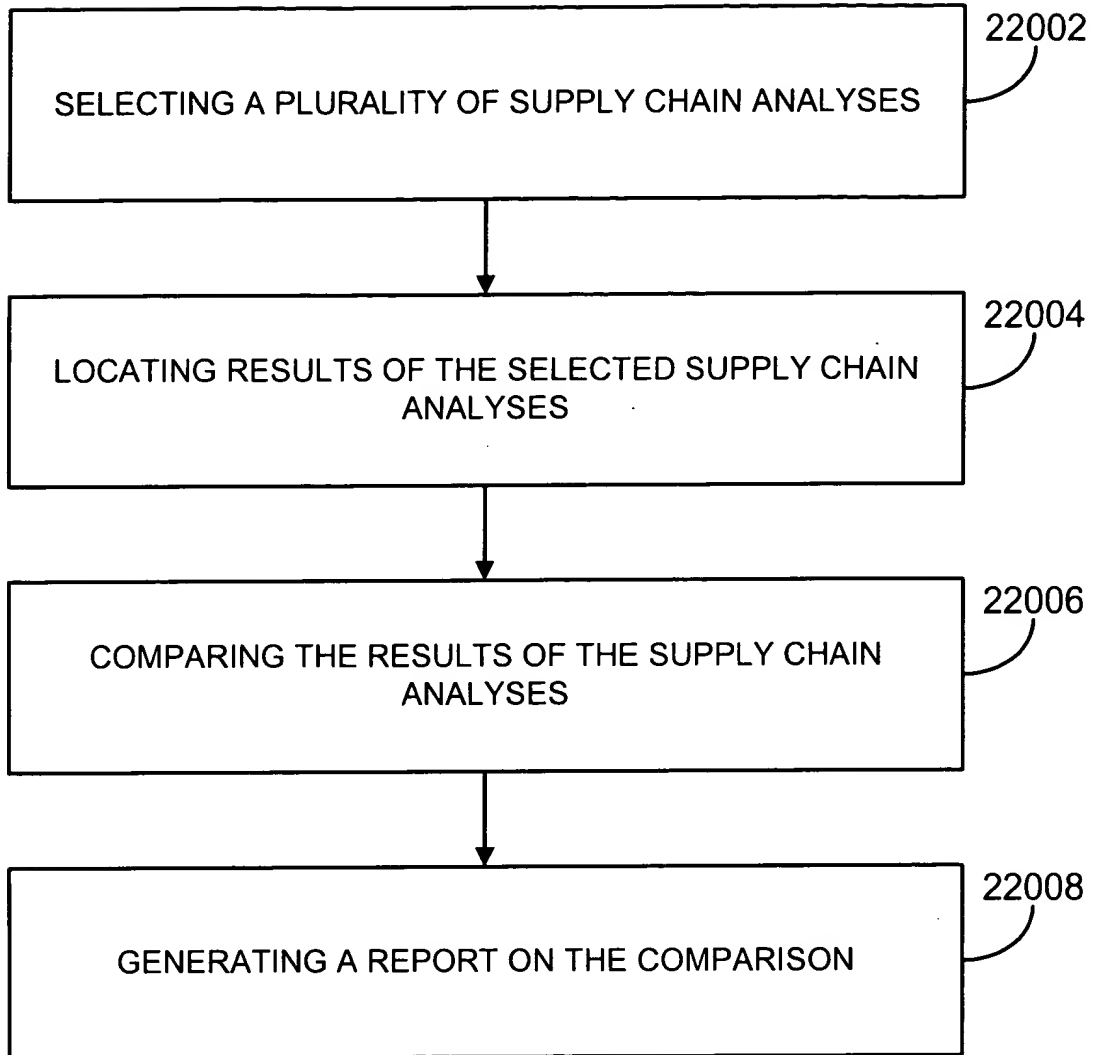 22002
SELECTING A PLURALITY OF SUPPLY CHAIN ANALYSES
22004
LOCATING RESULTS OF THE SELECTED SUPPLY CHAIN
ANALYSES
22006
COMPARING THE RESULTS OF THE SUPPLY CHAIN
ANALYSES
22008
GENERATING A REPORT ON THE COMPARISON